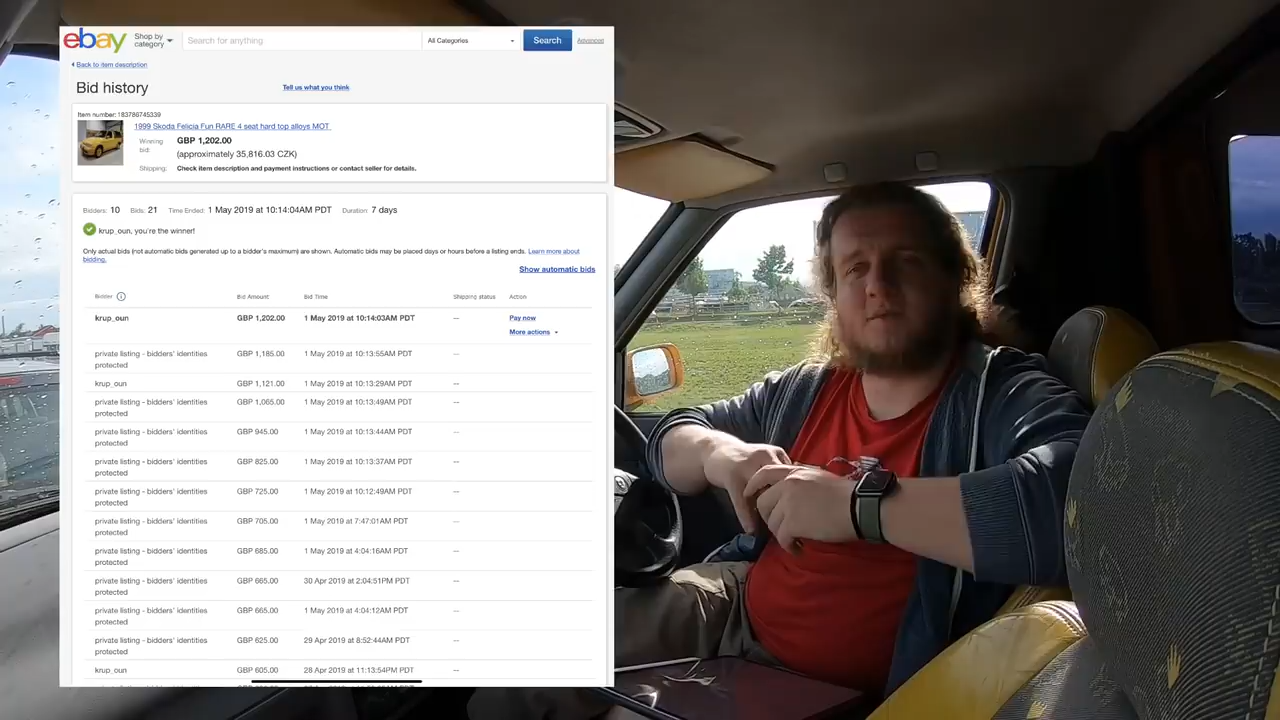 ebay
Shop by
category
Search for anything
All Categories
Search
Advanced
Back to item description
Bid history
Tell us what you think
Item number: 183786745339
1999 Skoda Felicia Fun RARE 4 seat hard top alloys MOT
Winning bid: GBP 1,202.00
(approximately 35,816.03 CZK)
Shipping: Check item description and payment instructions or contact seller for details.
Bidders: 10 Bids: 21 Time Ended: 1 May 2019 at 10:14:04AM PDT Duration: 7 days
krup_oun, you're the winner!
Only actual bids (not automatic bids generated up to a bidder's maximum) are shown. Automatic bids may be placed days or hours before a listing ends. Learn more about
bidding.
Show automatic bids
Bidder Bid Amount Bid Time Shipping status Action
krup_oun GBP 1,202.00 1 May 2019 at 10:14:03AM PDT -- Pay now
More actions
private listing - bidders' identities GBP 1,185.00 1 May 2019 at 10:13:55AM PDT --
protected
krup_oun GBP 1,121.00 1 May 2019 at 10:13:29AM PDT --
private listing - bidders' identities GBP 1,065.00 1 May 2019 at 10:13:49AM PDT --
protected
private listing - bidders' identities GBP 945.00 1 May 2019 at 10:13:44AM PDT --
protected
private listing - bidders' identities GBP 825.00 1 May 2019 at 10:13:37AM PDT --
protected
private listing - bidders' identities GBP 725.00 1 May 2019 at 10:12:49AM PDT --
protected
private listing - bidders' identities GBP 705.00 1 May 2019 at 7:47:01AM PDT --
protected
private listing - bidders' identities GBP 685.00 1 May 2019 at 4:04:16AM PDT --
protected
private listing - bidders' identities GBP 665.00 30 Apr 2019 at 2:04:51PM PDT --
protected
private listing - bidders' identities GBP 665.00 1 May 2019 at 4:04:12AM PDT --
protected
private listing - bidders' identities GBP 625.00 29 Apr 2019 at 8:52:44AM PDT --
protected
krup_oun GBP 605.00 28 Apr 2019 at 11:13:54PM PDT --